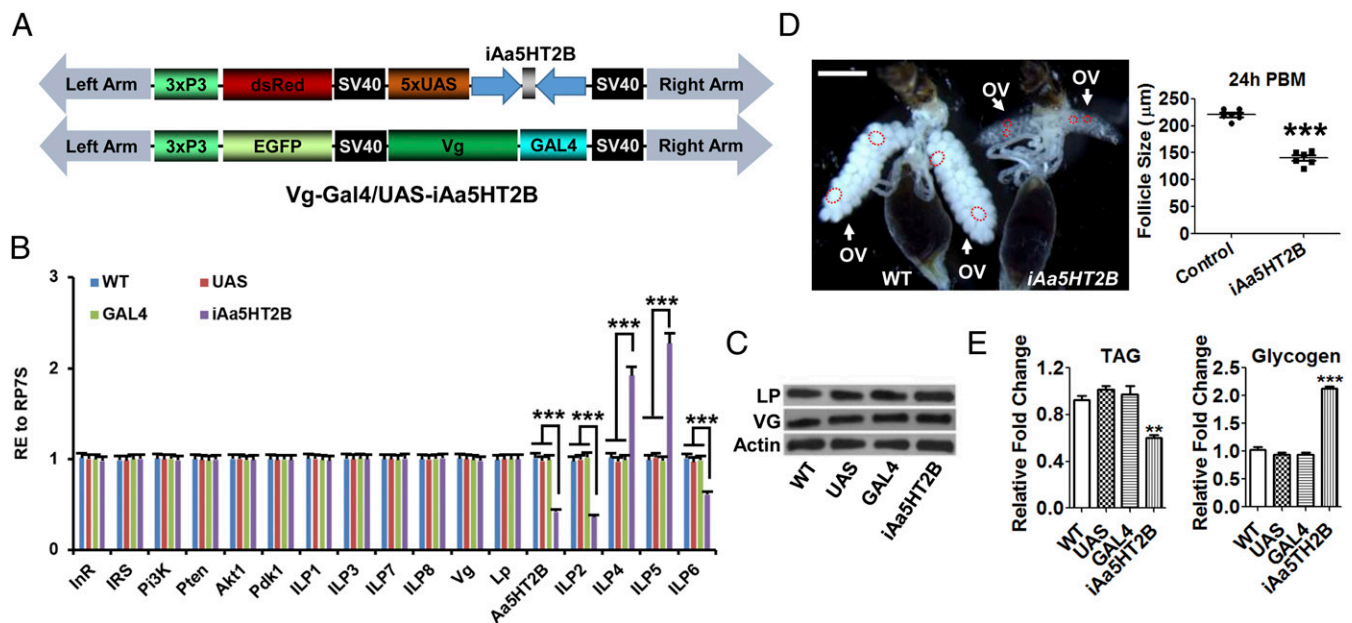 A
iAa5HT2B
Left Arm 3xP3 dsRed SV40 5xUAS SV40 Right Arm
Left Arm 3xP3 EGFP SV40 Vg GAL4 SV40 Right Arm
Vg-Gal4/UAS-iAa5HT2B
B
RE to RP7S
3
2
1
0
WT UAS
GAL4 iAa5HT2B
*** *** *** *** ***
InR IRS Pi3K Pten Akt1 Pdk1 ILP1 ILP3 ILP7 ILP8 Vg Lp Aa5HT2B ILP2 ILP4 ILP5 ILP6
C
LP
VG
Actin
WT UAS GAL4 iAa5HT2B
D
OV OV
OV WT OV iAa5HT2B
24h PBM
Follicle Size (μm)
250
200
150
100
50
0
***
Control iAa5HT2B
E
TAG
Relative Fold Change
1.2
0.9
0.6
0.3
0.0
**
WT UAS GAL4 iAa5HT2B
Glycogen
Relative Fold Change
2.5
2.0
1.5
1.0
0.5
0.0
***
WT UAS GAL4 iAa5TH2B